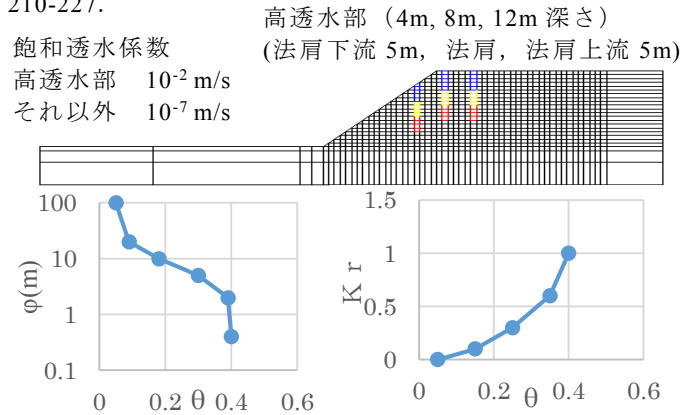 210-227.
高透水部（4m, 8m, 12m 深さ）
(法肩下流 5m，法肩，法肩上流 5m)
飽和透水係数
高透水部 10⁻² m/s
それ以外 10⁻⁷ m/s
100
10
1
0.1
φ(m)
0 0.2 θ 0.4 0.6
1.5
1
0.5
0
K r
0 0.2 θ 0.4 0.6